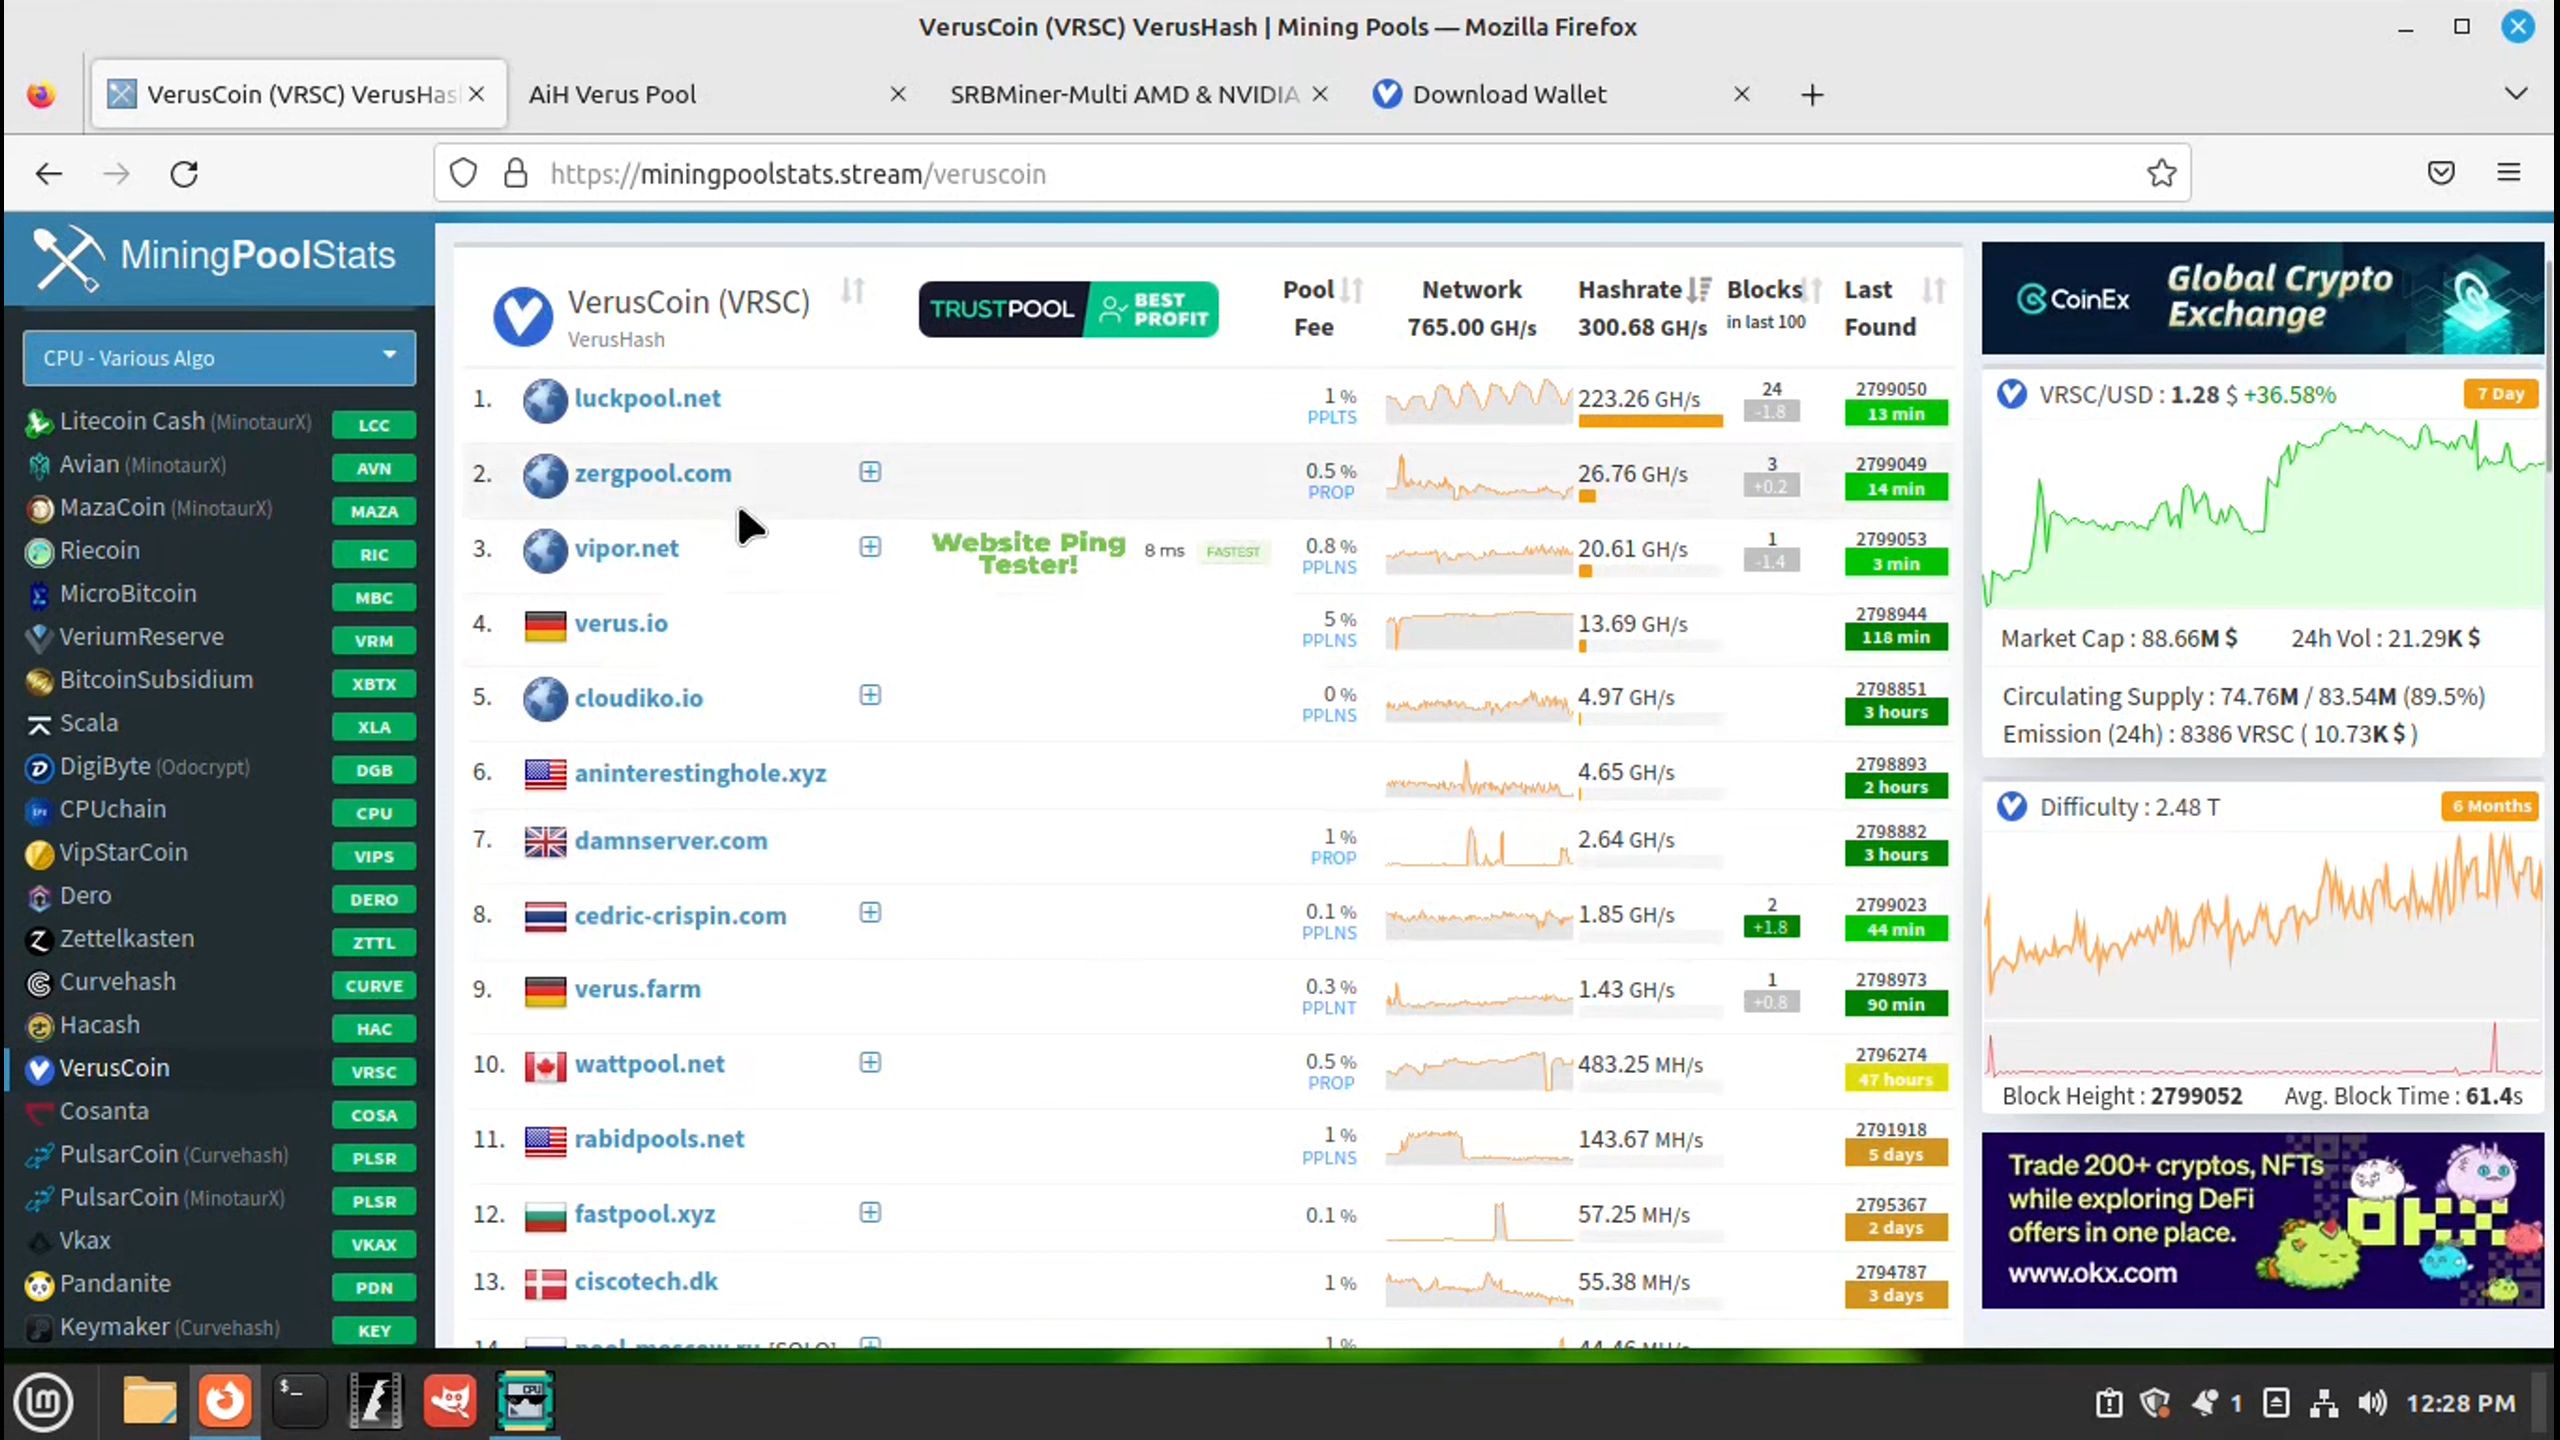 VerusCoin (VRSC) VerusHash | Mining Pools — Mozilla Firefox
VerusCoin (VRSC) VerusHas
AiH Verus Pool
SRBMiner-Multi AMD & NVIDIA
Download Wallet
https://miningpoolstats.stream/veruscoin
MiningPoolStats
CPU - Various Algo
Litecoin Cash (MinotaurX) LCC
Avian (MinotaurX) AVN
MazaCoin (MinotaurX) MAZA
Riecoin RIC
MicroBitcoin MBC
VeriumReserve VRM
BitcoinSubsidium XBTX
Scala XLA
DigiByte (Odocrypt) DGB
CPUchain CPU
VipStarCoin VIPS
Dero DERO
Zettelkasten ZTTL
Curvehash CURVE
Hacash HAC
VerusCoin VRSC
Cosanta COSA
PulsarCoin (Curvehash) PLSR
PulsarCoin (MinotaurX) PLSR
Vkax VKAX
Pandanite PDN
Keymaker (Curvehash) KEY
VerusCoin (VRSC)
VerusHash
TRUSTPOOL BEST PROFIT
Pool Fee
Network 765.00 GH/s
Hashrate 300.68 GH/s
Blocks in last 100
Last Found
1. luckpool.net 1 % PPLTS 223.26 GH/s 24 -1.8 2799050 13 min
2. zergpool.com 0.5 % PROP 26.76 GH/s 3 +0.2 2799049 14 min
3. vipor.net Website Ping Tester! 8 ms FASTEST 0.8 % PPLNS 20.61 GH/s 1 -1.4 2799053 3 min
4. verus.io 5 % PPLNS 13.69 GH/s 2798944 118 min
5. cloudiko.io 0 % PPLNS 4.97 GH/s 2798851 3 hours
6. aninterestinghole.xyz 4.65 GH/s 2798893 2 hours
7. damnserver.com 1 % PROP 2.64 GH/s 2798882 3 hours
8. cedric-crispin.com 0.1 % PPLNS 1.85 GH/s 2 +1.8 2799023 44 min
9. verus.farm 0.3 % PPLNT 1.43 GH/s 1 +0.8 2798973 90 min
10. wattpool.net 0.5 % PROP 483.25 MH/s 2796274 47 hours
11. rabidpools.net 1 % PPLNS 143.67 MH/s 2791918 5 days
12. fastpool.xyz 0.1 % 57.25 MH/s 2795367 2 days
13. ciscotech.dk 1 % 55.38 MH/s 2794787 3 days
CoinEx
Global Crypto
Exchange
VRSC/USD : 1.28 $ +36.58% 7 Day
Market Cap : 88.66M $ 24h Vol : 21.29K $
Circulating Supply : 74.76M / 83.54M (89.5%)
Emission (24h) : 8386 VRSC ( 10.73K $ )
Difficulty : 2.48 T 6 Months
Block Height : 2799052 Avg. Block Time : 61.4s
Trade 200+ cryptos, NFTs
while exploring DeFi
offers in one place.
www.okx.com
OKX
$_
CPU
1
12:28 PM